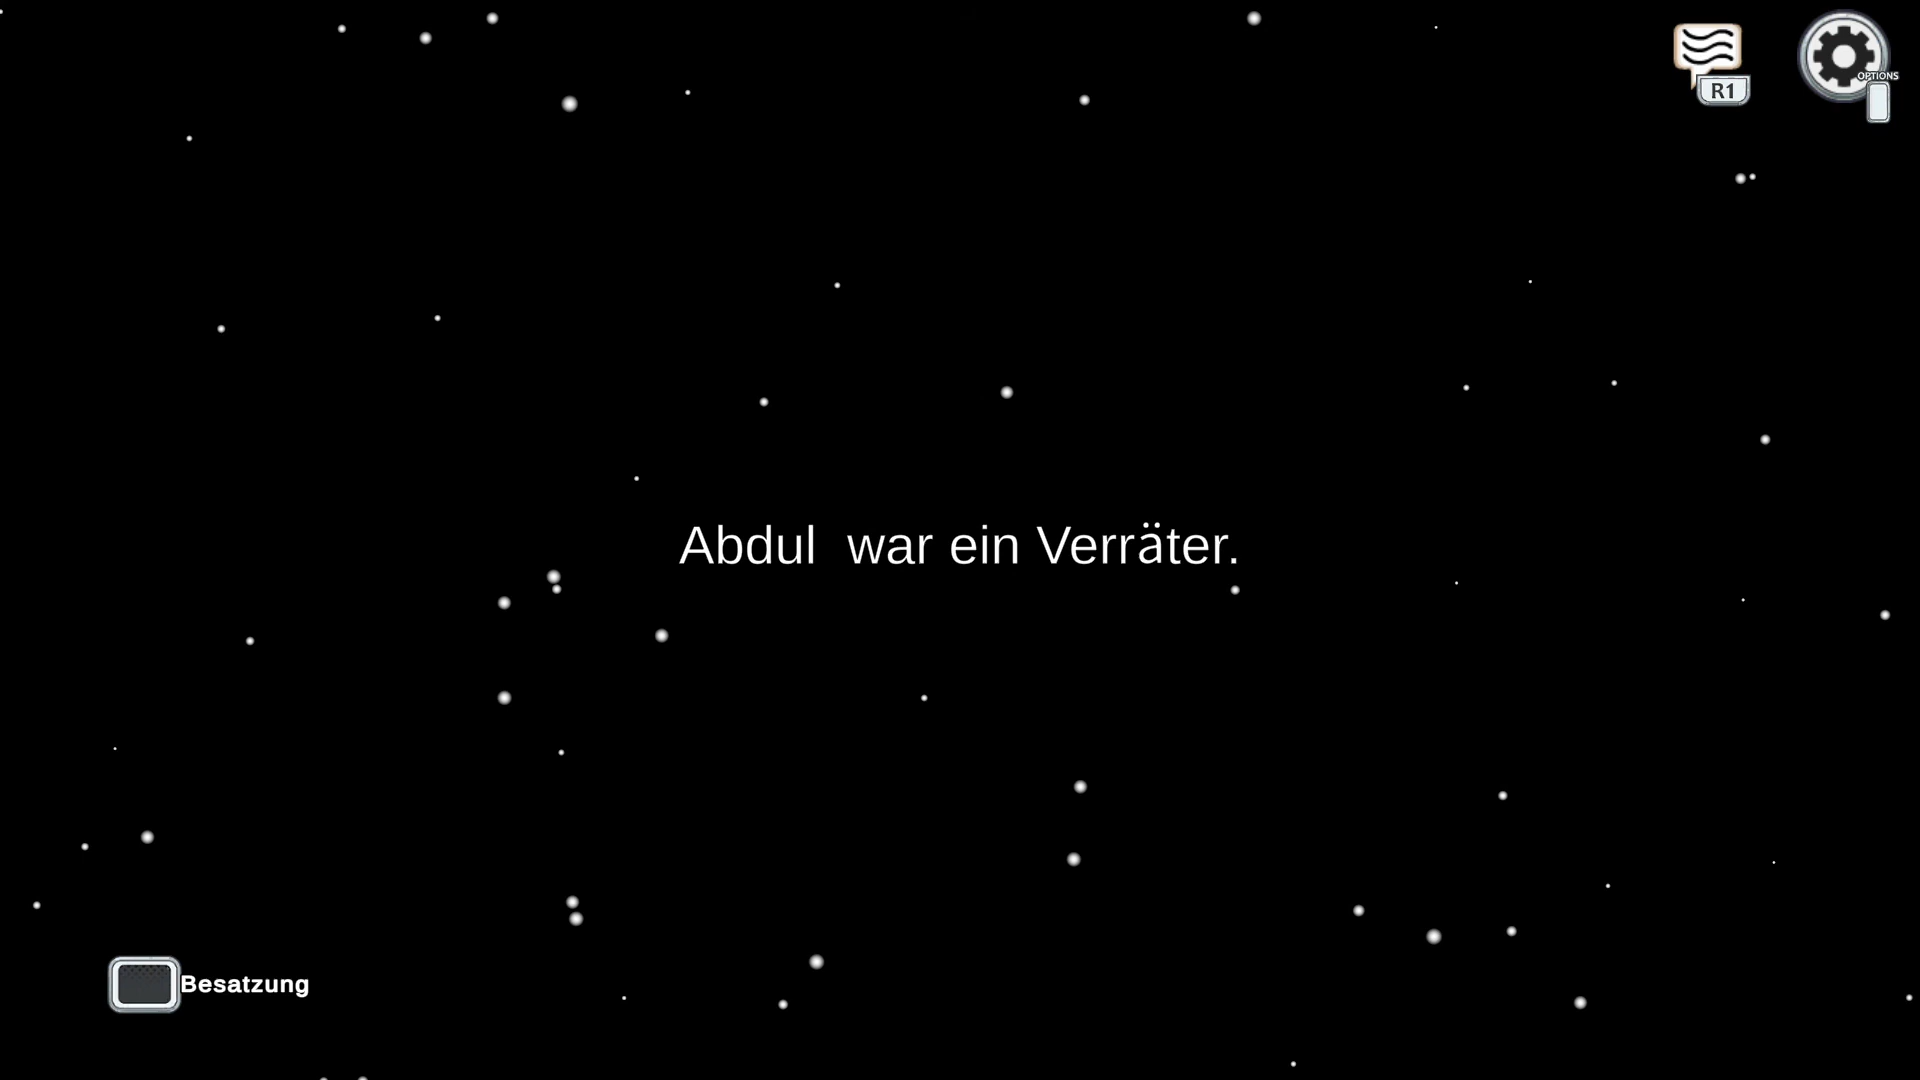 OPTIONS
R1
Abdul  war ein Verräter.
Besatzung